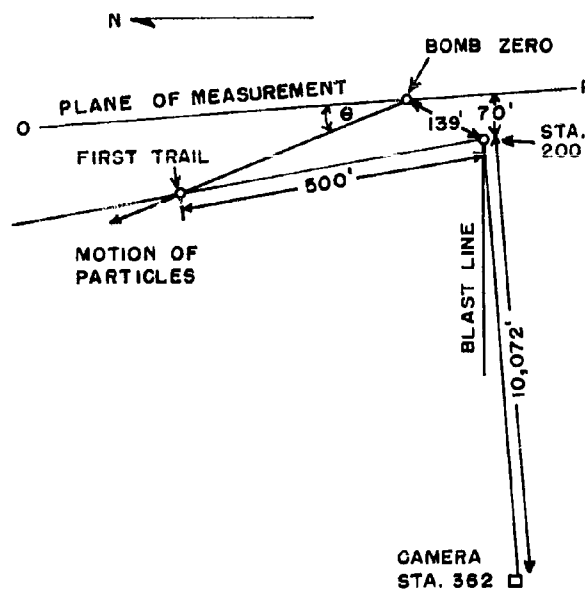 N
BOMB ZERO
PLANE OF MEASUREMENT
P
O
θ
139'
70'
STA.
200
FIRST TRAIL
500'
MOTION OF
PARTICLES
BLAST LINE
10,072'
CAMERA
STA. 362